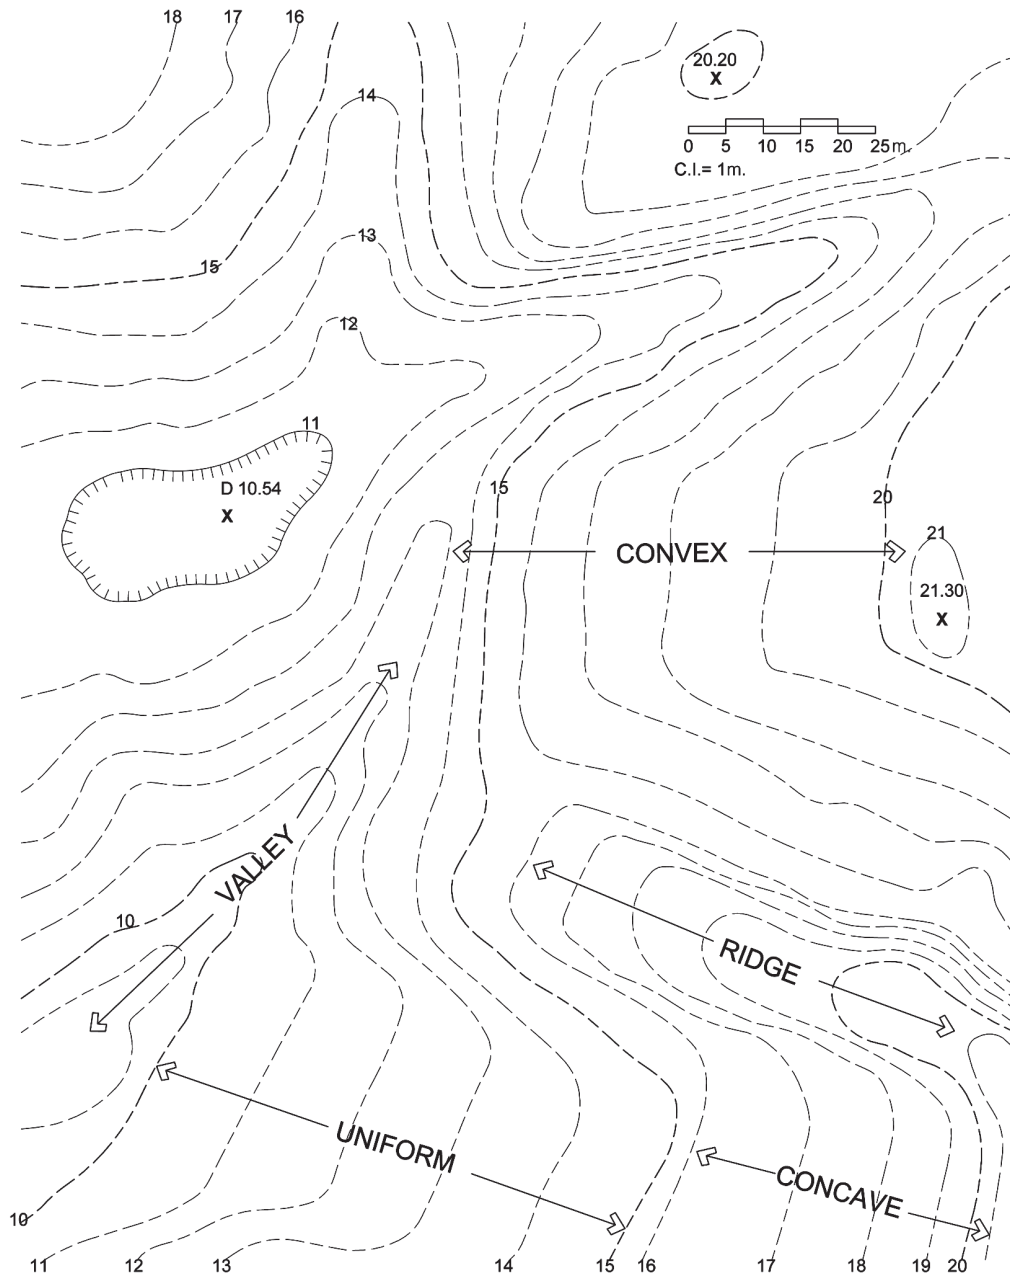 18 17 16
20.20
X
14
0 5 10 15 20 25 m.
C.I.= 1m.
13
15
12
11
D 10.54
X
15
20
21
CONVEX
21.30
X
VALLEY
10
RIDGE
UNIFORM
CONCAVE
10
11 12 13 14 15 16 17 18 19 20